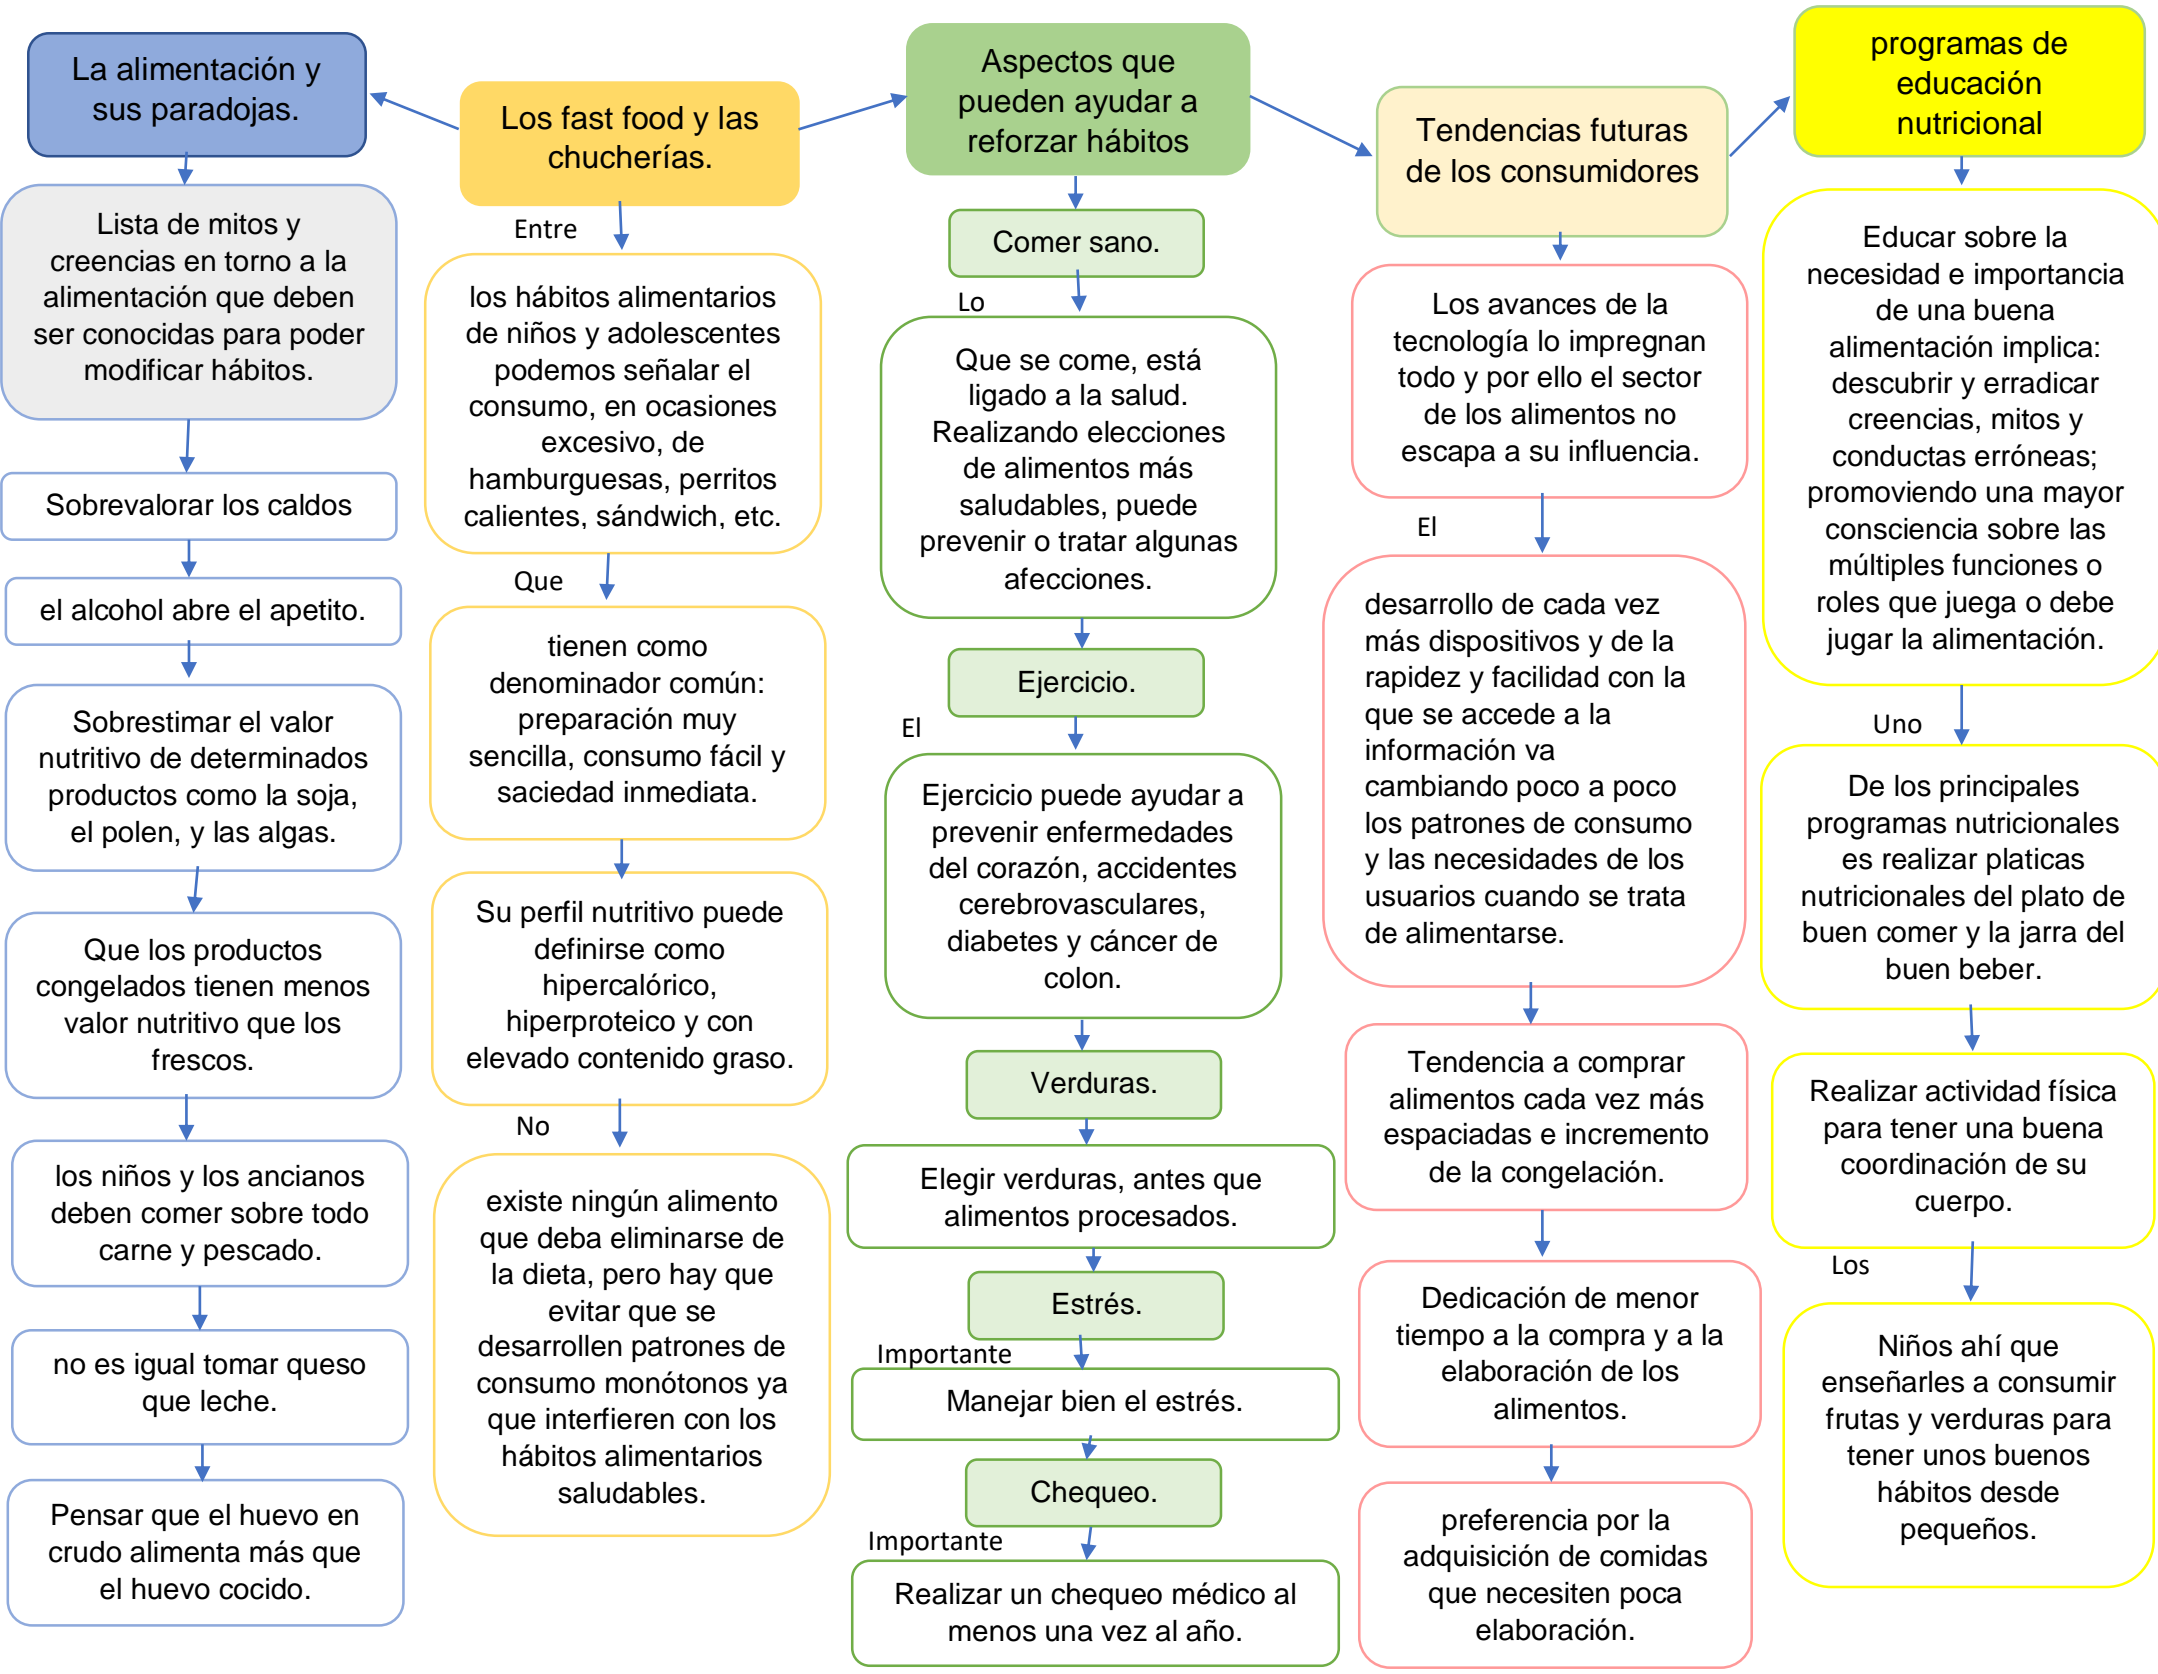 La alimentación y
sus paradojas.
Lista de mitos y
creencias en torno a la
alimentación que deben
ser conocidas para poder
modificar hábitos.
Sobrevalorar los caldos
el alcohol abre el apetito.
Sobrestimar el valor
nutritivo de determinados
productos como la soja,
el polen, y las algas.
Que los productos
congelados tienen menos
valor nutritivo que los
frescos.
los niños y los ancianos
deben comer sobre todo
carne y pescado.
no es igual tomar queso
que leche.
Pensar que el huevo en
crudo alimenta más que
el huevo cocido.
Los fast food y las
chucherías.
Entre
los hábitos alimentarios
de niños y adolescentes
podemos señalar el
consumo, en ocasiones
excesivo, de
hamburguesas, perritos
calientes, sándwich, etc.
Que
tienen como
denominador común:
preparación muy
sencilla, consumo fácil y
saciedad inmediata.
Su perfil nutritivo puede
definirse como
hipercalórico,
hiperproteico y con
elevado contenido graso.
No
existe ningún alimento
que deba eliminarse de
la dieta, pero hay que
evitar que se
desarrollen patrones de
consumo monótonos ya
que interfieren con los
hábitos alimentarios
saludables.
Aspectos que
pueden ayudar a
reforzar hábitos
Comer sano.
Lo
Que se come, está
ligado a la salud.
Realizando elecciones
de alimentos más
saludables, puede
prevenir o tratar algunas
afecciones.
Ejercicio.
El
Ejercicio puede ayudar a
prevenir enfermedades
del corazón, accidentes
cerebrovasculares,
diabetes y cáncer de
colon.
Verduras.
Elegir verduras, antes que
alimentos procesados.
Estrés.
Importante
Manejar bien el estrés.
Chequeo.
Importante
Realizar un chequeo médico al
menos una vez al año.
Tendencias futuras
de los consumidores
Los avances de la
tecnología lo impregnan
todo y por ello el sector
de los alimentos no
escapa a su influencia.
El
desarrollo de cada vez
más dispositivos y de la
rapidez y facilidad con la
que se accede a la
información va
cambiando poco a poco
los patrones de consumo
y las necesidades de los
usuarios cuando se trata
de alimentarse.
Tendencia a comprar
alimentos cada vez más
espaciadas e incremento
de la congelación.
Dedicación de menor
tiempo a la compra y a la
elaboración de los
alimentos.
preferencia por la
adquisición de comidas
que necesiten poca
elaboración.
programas de
educación
nutricional
Educar sobre la
necesidad e importancia
de una buena
alimentación implica:
descubrir y erradicar
creencias, mitos y
conductas erróneas;
promoviendo una mayor
consciencia sobre las
múltiples funciones o
roles que juega o debe
jugar la alimentación.
Uno
De los principales
programas nutricionales
es realizar platicas
nutricionales del plato de
buen comer y la jarra del
buen beber.
Realizar actividad física
para tener una buena
coordinación de su
cuerpo.
Los
Niños ahí que
enseñarles a consumir
frutas y verduras para
tener unos buenos
hábitos desde
pequeños.